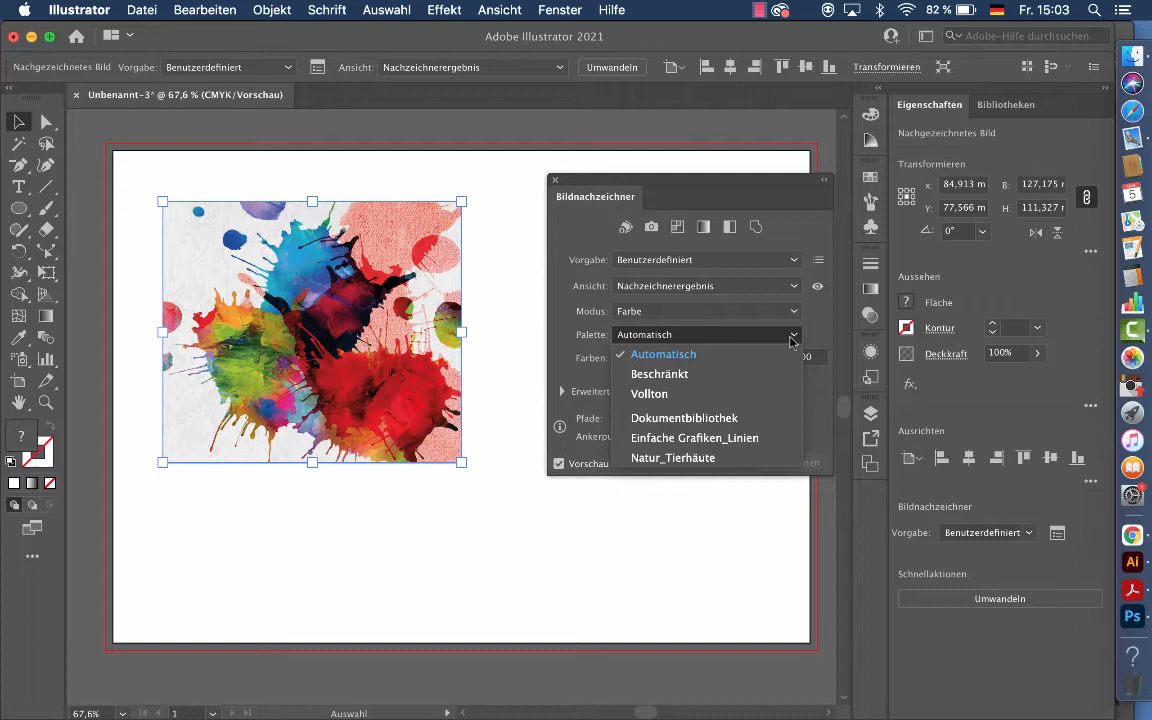 Illustrator Datei Bearbeiten Objekt Schrift Auswahl Effekt Ansicht Fenster Hilfe 82 % Fr. 15:03
Adobe Illustrator 2021 Adobe-Hilfe durchsuchen
Nachgezeichnetes Bild Vorgabe: Benutzerdefiniert Ansicht: Nachzeichnerergebnis Umwandeln Transformieren
Unbenannt-3* @ 67,6 % (CMYK/Vorschau)
Eigenschaften Bibliotheken
Nachgezeichnetes Bild
Transformieren
X: 84,913 m B: 127,175 r
Y: 77,566 m H: 111,327 r
0°
Aussehen
? Fläche
Kontur
Deckkraft 100%
fx
Ausrichten
Bildnachzeichner
Vorgabe: Benutzerdefiniert
Schnellaktionen
Umwandeln
Bildnachzeichner
Vorgabe: Benutzerdefiniert
Ansicht: Nachzeichnerergebnis
Modus: Farbe
Palette: Automatisch
Farben: 00
Automatisch
Beschränkt
Vollton
Dokumentbibliothek
Einfache Grafiken_Linien
Natur_Tierhäute
Erweitert
Pfade:
Vorschau
67,6% 1 Auswahl